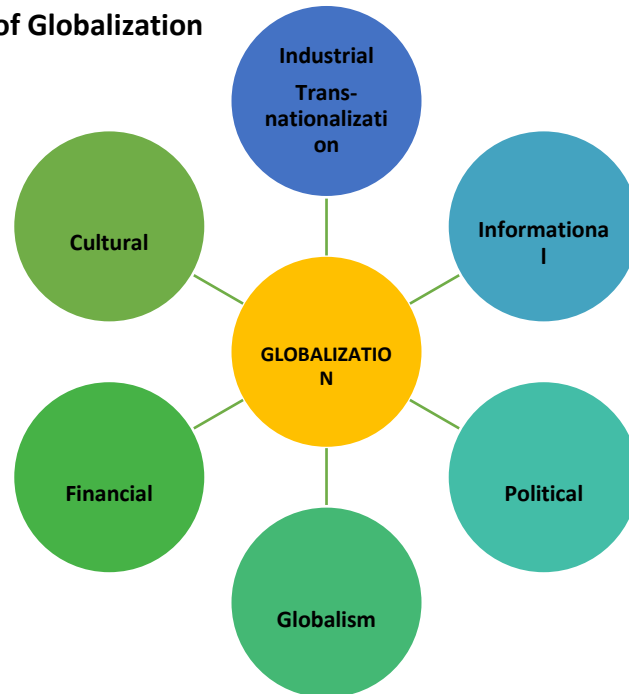 of Globalization
Industrial
Trans-
nationalizati
on
Cultural
Informationa
l
GLOBALIZATIO
N
Financial
Political
Globalism